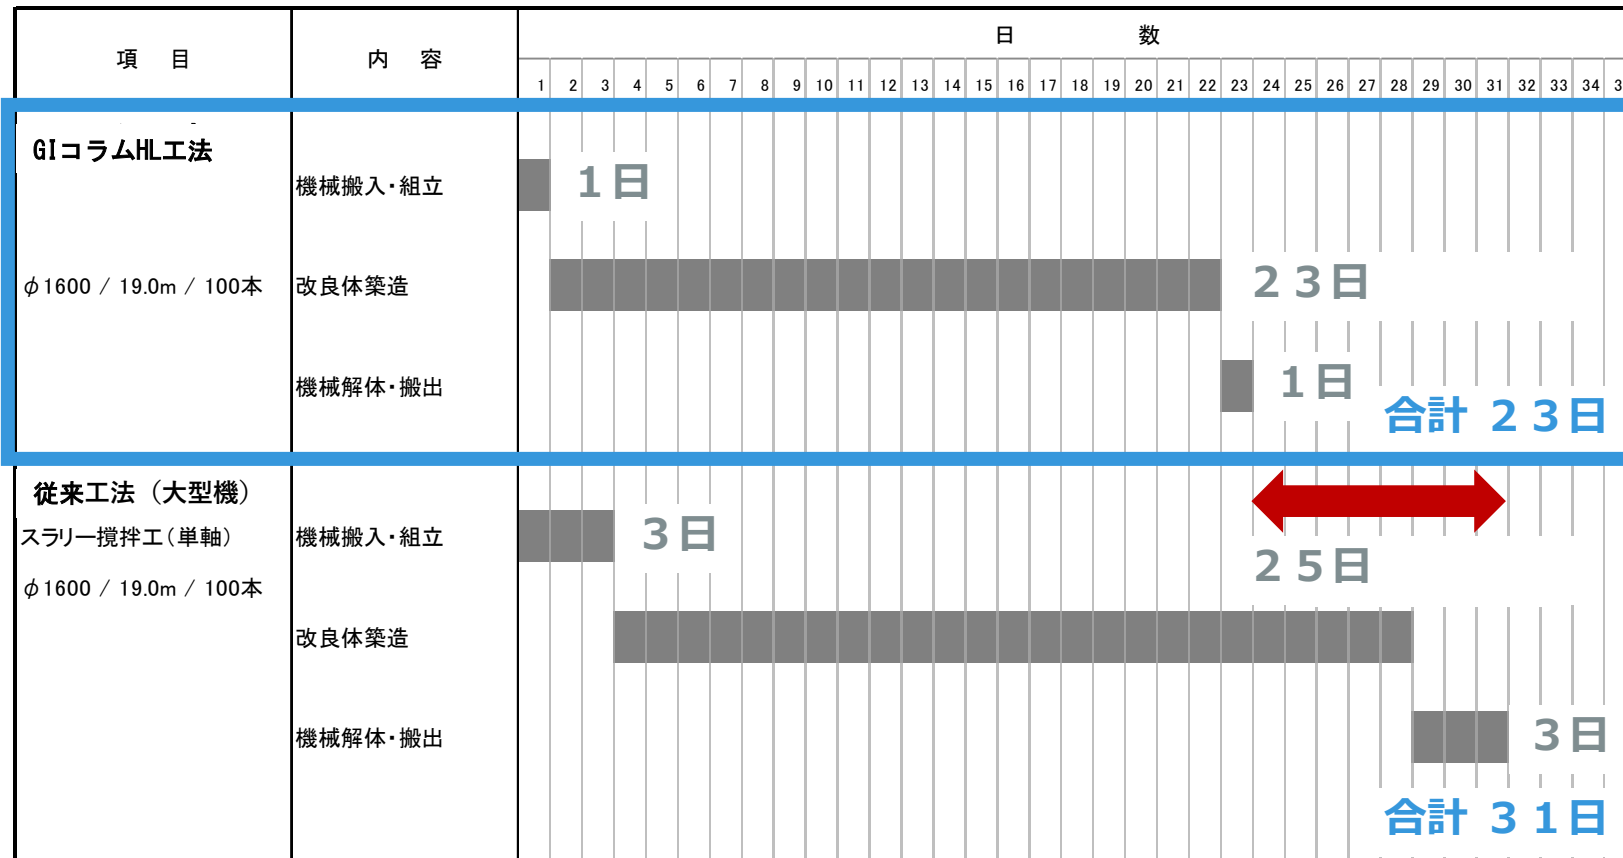 項 目 内 容 日 数
1 2 3 4 5 6 7 8 9 10 11 12 13 14 15 16 17 18 19 20 21 22 23 24 25 26 27 28 29 30 31 32 33 34
GIコラムHL工法
機械搬入・組立 1日
φ1600 / 19.0m / 100本 改良体築造 23日
機械解体・搬出 1日
合計 23日
従来工法（大型機）
スラリー撹拌工（単軸） 機械搬入・組立 3日
25日
φ1600 / 19.0m / 100本
改良体築造
機械解体・搬出 3日
合計 31日